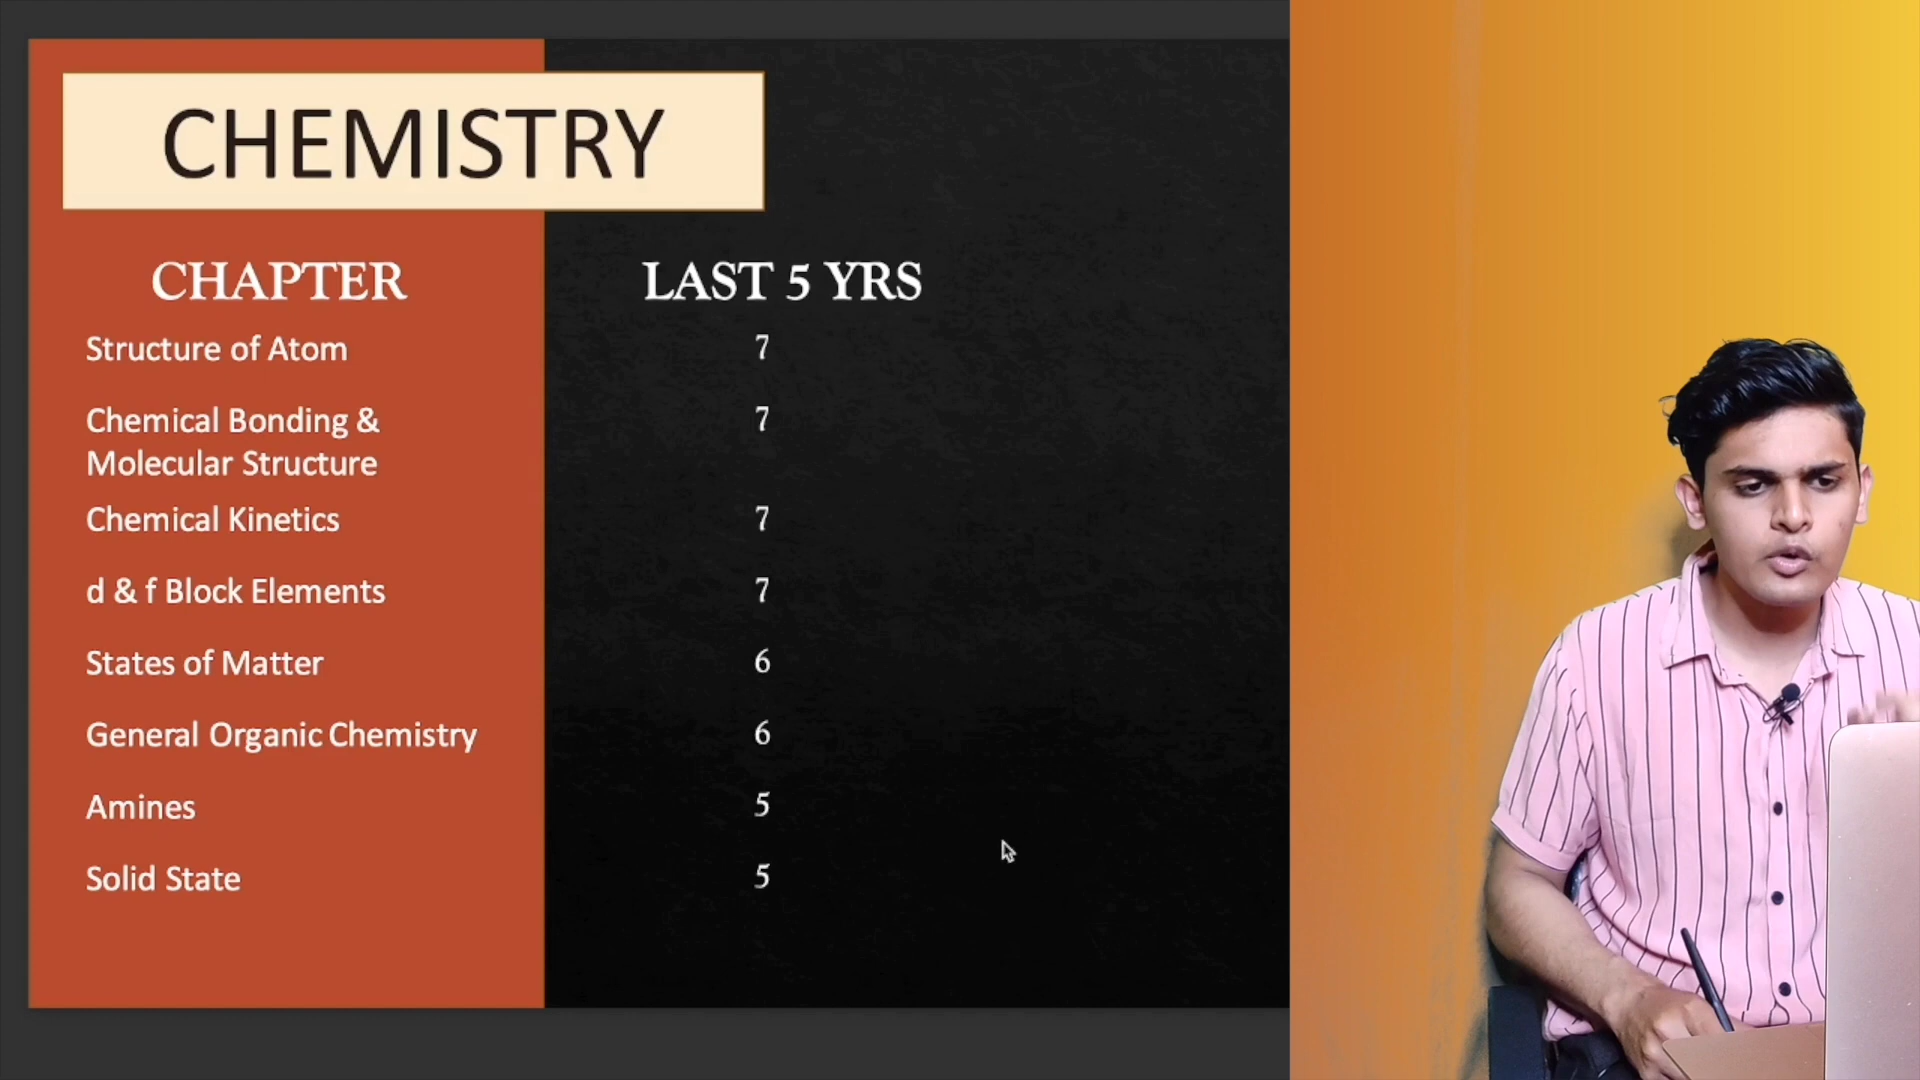 CHEMISTRY
CHAPTER LAST 5 YRS
Structure of Atom 7
Chemical Bonding & 7
Molecular Structure
Chemical Kinetics 7
d & f Block Elements 7
States of Matter 6
General Organic Chemistry 6
Amines 5
Solid State 5